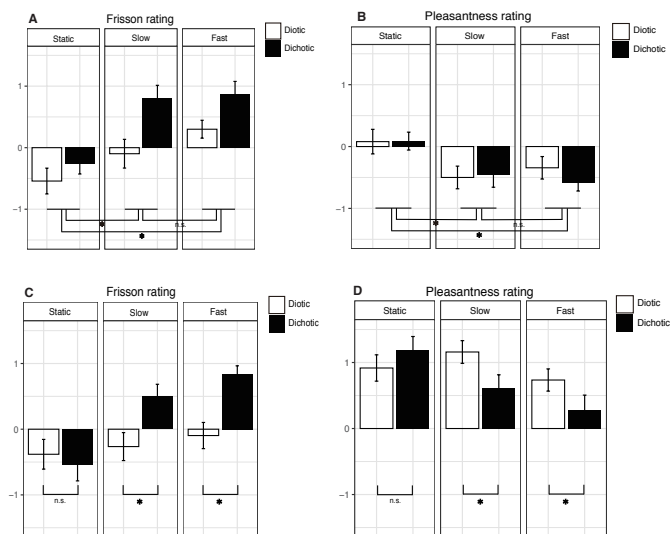 A Frisson rating
Static Slow Fast
Diotic
Dichotic
1
0
−1
*
n.s.
*
B Pleasantness rating
Static Slow Fast
Diotic
Dichotic
1
0
−1
*
n.s.
*
C Frisson rating
Static Slow Fast
Diotic
Dichotic
1
0
−1
n.s. * *
D Pleasantness rating
Static Slow Fast
Diotic
Dichotic
1
0
−1
n.s. * *